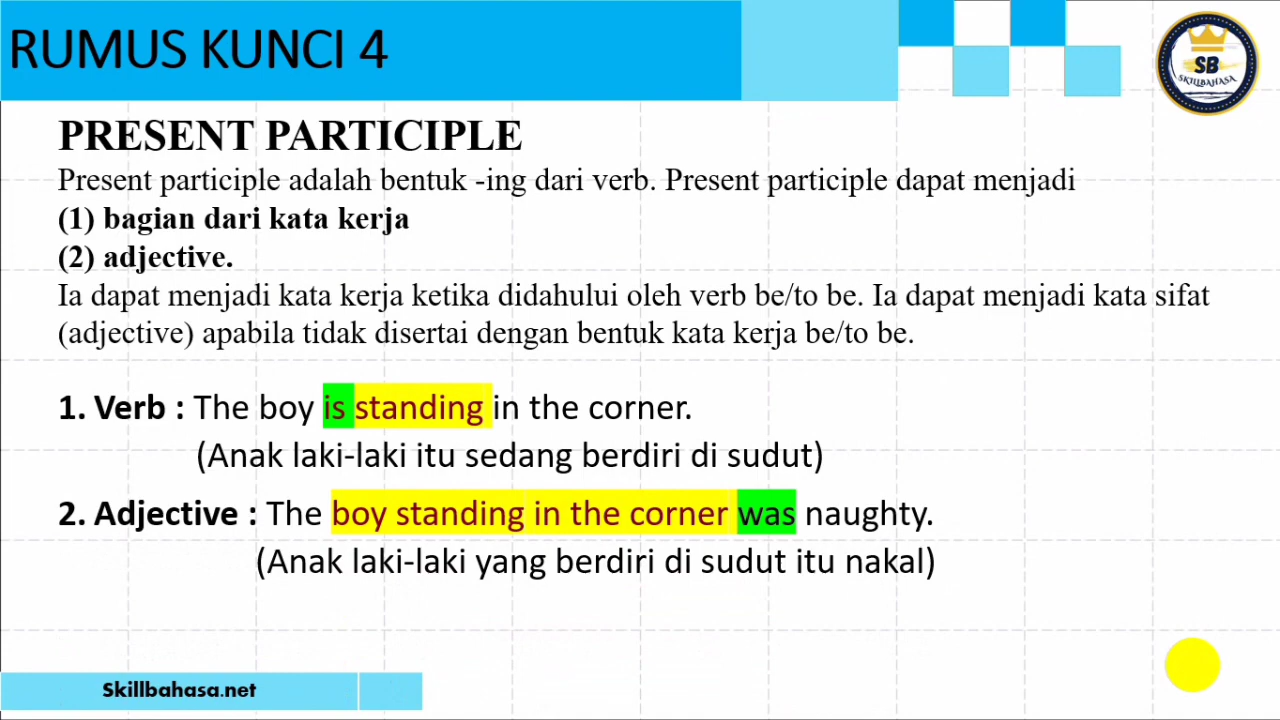 RUMUS KUNCI 4
SB
SKILLBAHASA
PRESENT PARTICIPLE
Present participle adalah bentuk -ing dari verb. Present participle dapat menjadi
(1) bagian dari kata kerja
(2) adjective.
Ia dapat menjadi kata kerja ketika didahului oleh verb be/to be. Ia dapat menjadi kata sifat
(adjective) apabila tidak disertai dengan bentuk kata kerja be/to be.
1. Verb : The boy is standing in the corner.
(Anak laki-laki itu sedang berdiri di sudut)
2. Adjective : The boy standing in the corner was naughty.
(Anak laki-laki yang berdiri di sudut itu nakal)
Skillbahasa.net